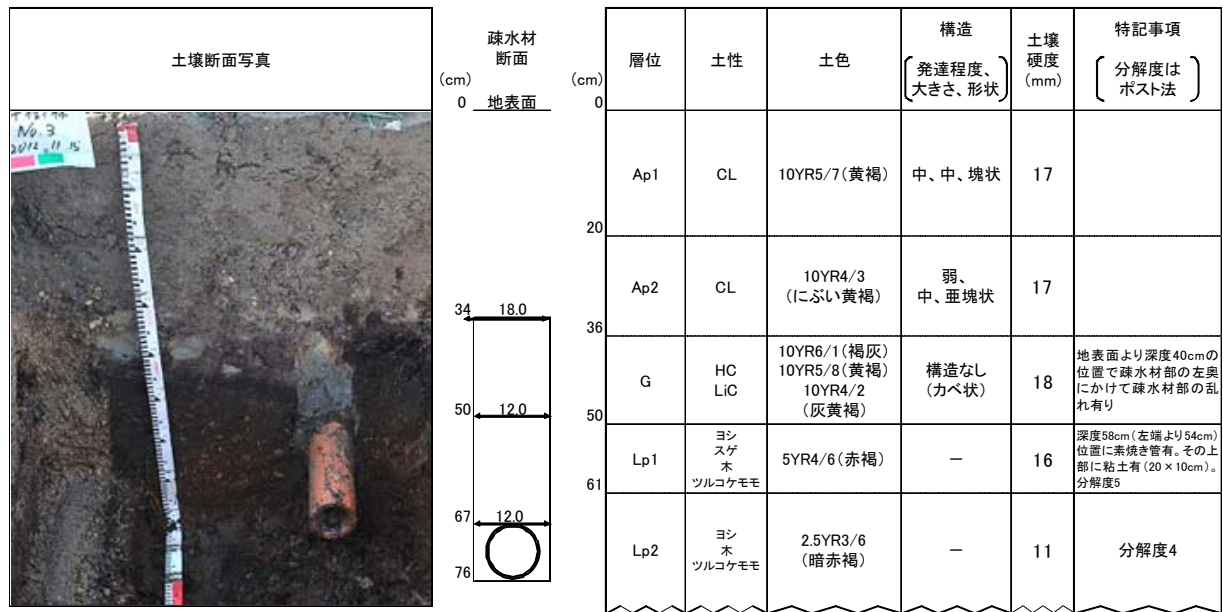 土壌断面写真
No.3
2012.11.15
疎水材
断面
(cm)
0 地表面
34 18.0
50 12.0
67 12.0
76
(cm)
0
20
36
50
61
層位 土性 土色 構造 土壌硬度(mm) 特記事項
発達程度、
大きさ、形状
分解度は
ポスト法
Ap1 CL 10YR5/7(黄褐) 中、中、塊状 17
Ap2 CL 10YR4/3
(にぶい黄褐)
弱、
中、亜塊状
17
G
HC
LiC
10YR6/1(褐灰)
10YR5/8(黄褐)
10YR4/2
(灰黄褐)
構造なし
(カベ状)
18
地表面より深度40cmの
位置で疎水材部の左奥
にかけて疎水材部の乱
れ有り
Lp1
ヨシ
スゲ
木
ツルコケモモ
5YR4/6(赤褐) － 16
深度58cm(左端より54cm)
位置に素焼き管有。その上
部に粘土有(20×10cm)。
分解度5
Lp2
ヨシ
木
ツルコケモモ
2.5YR3/6
(暗赤褐)
－ 11 分解度4